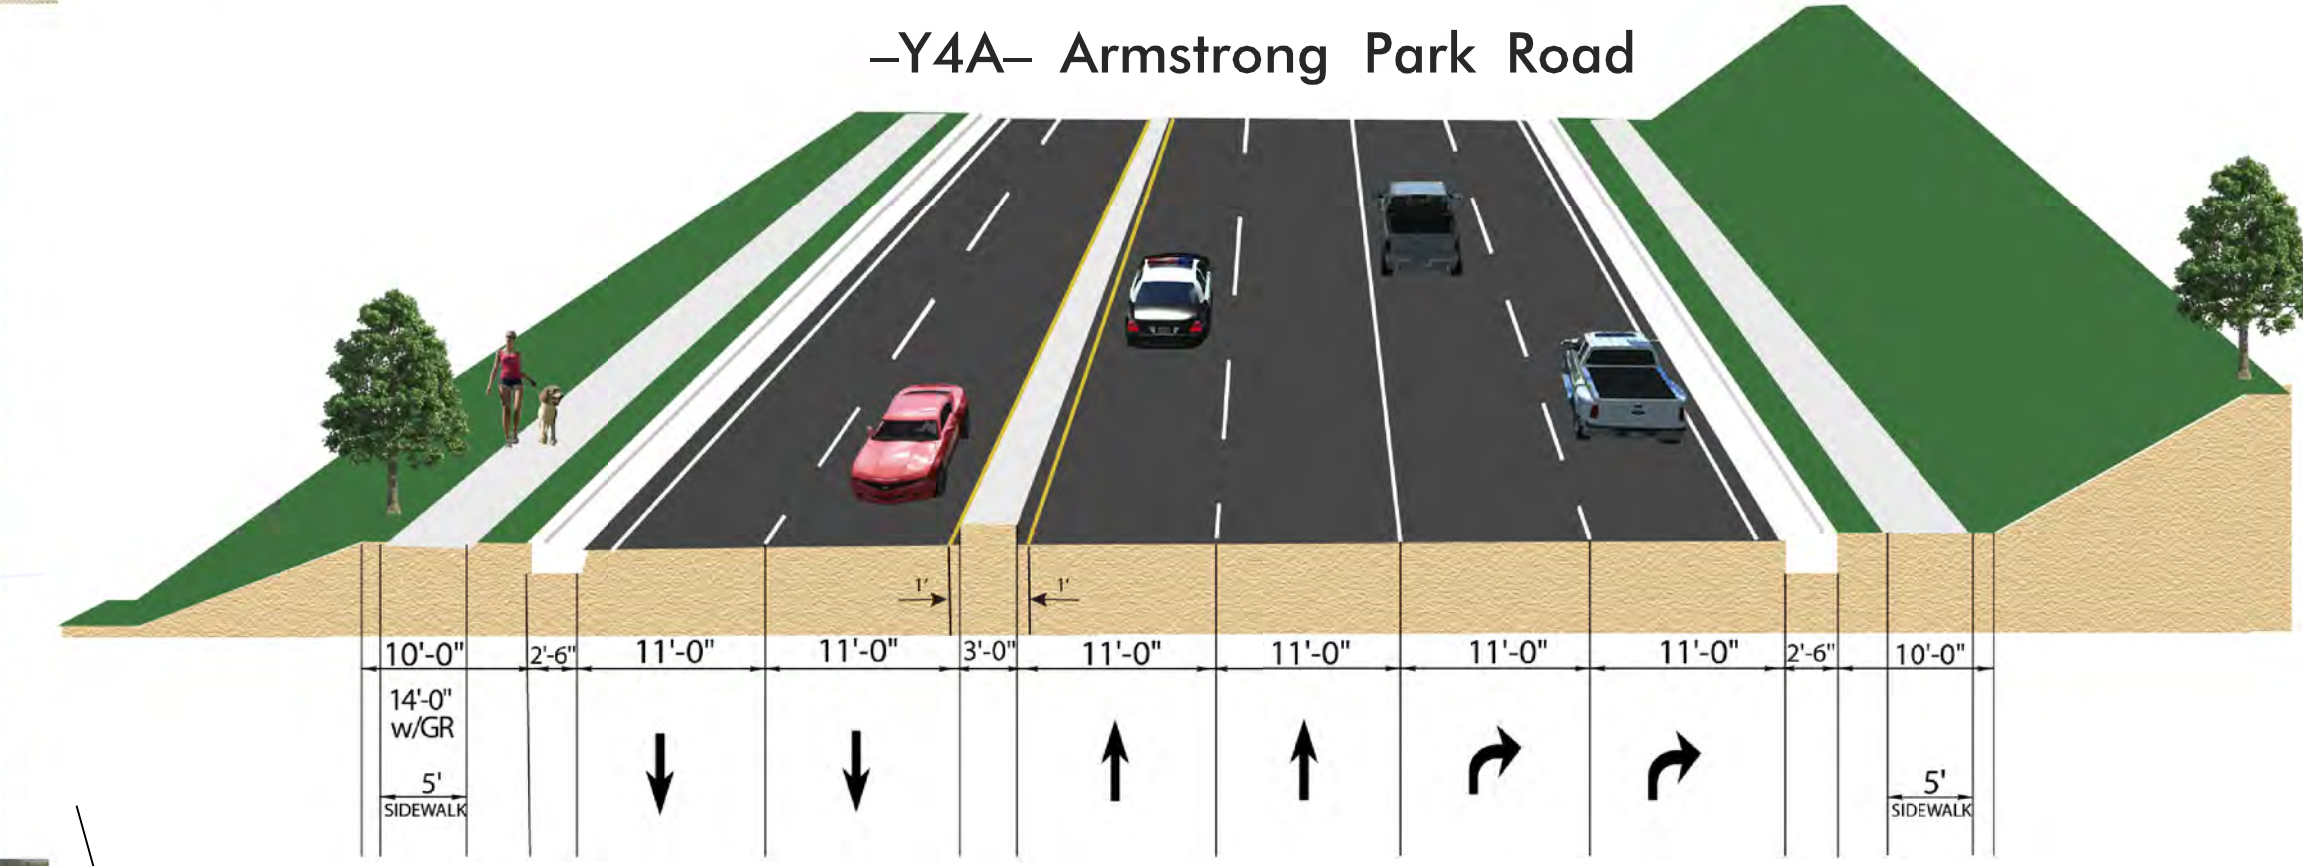 –Y4A– Armstrong Park Road
1' 1'
10'-0" 2'-6" 11'-0" 11'-0" 3'-0" 11'-0" 11'-0" 11'-0" 11'-0" 2'-6" 10'-0"
14'-0"
w/GR
5' 5'
SIDEWALK SIDEWALK